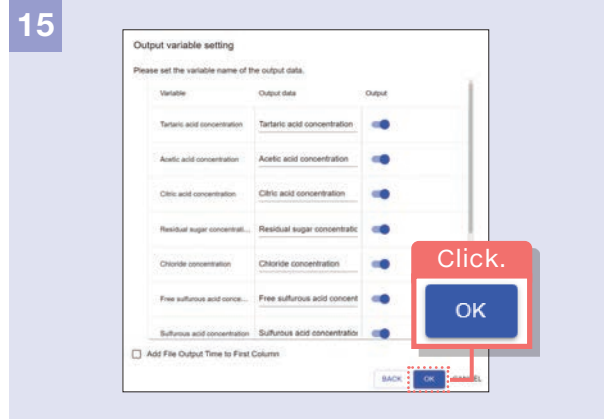 15
Output variable setting
Please set the variable name of the output data.
Variable Output data Output
Tartaric acid concentration Tartaric acid concentration
Acetic acid concentration Acetic acid concentration
Citric acid concentration Citric acid concentration
Residual sugar concentrati... Residual sugar concentratic
Chloride concentration Chloride concentration
Free sulfurous acid conce... Free sulfurous acid concent
Sulfurous acid concentration Sulfurous acid concentration
Click.
OK
Add File Output Time to First Column
BACK OK